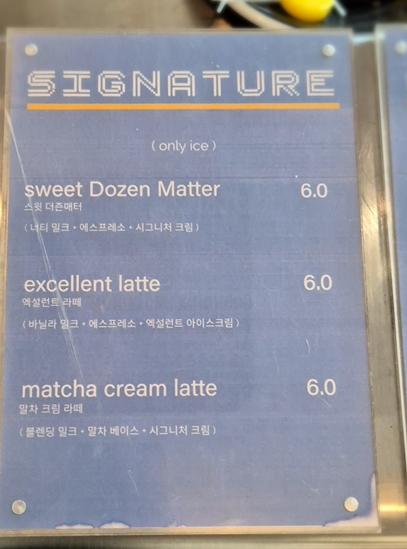 SIGNATURE
( only ice )
sweet Dozen Matter 6.0
스윗 더즌매터
( 너티 밀크 • 에스프레소 • 시그니처 크림 )
excellent latte 6.0
엑설런트 라떼
( 바닐라 밀크 • 에스프레소 • 엑설런트 아이스크림 )
matcha cream latte 6.0
말차 크림 라떼
( 블렌딩 밀크 • 말차 베이스 • 시그니처 크림 )